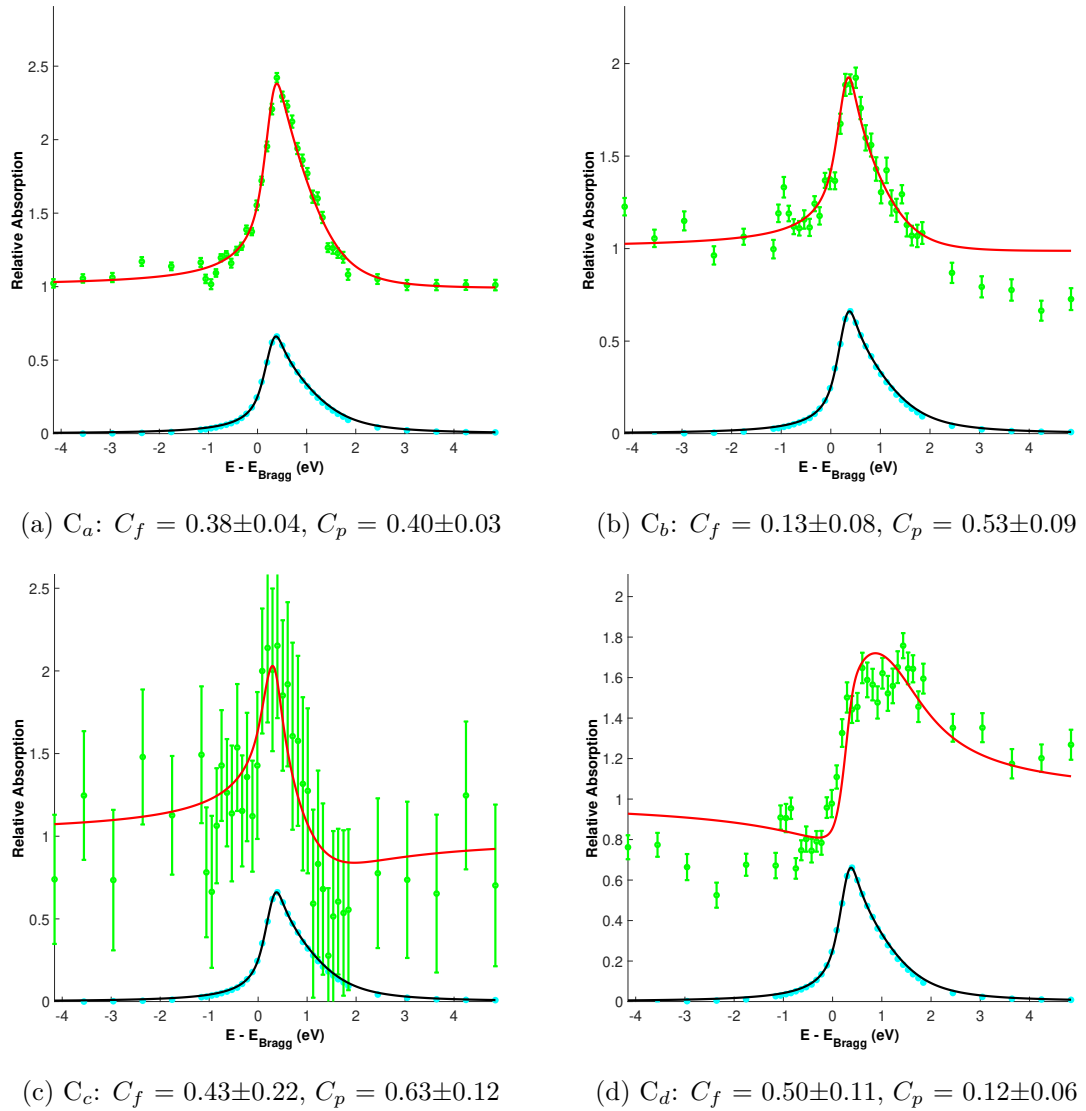 2.5
2
1.5
1
0.5
0
Relative Absorption
-4 -3 -2 -1 0 1 2 3 4
E - E_Bragg (eV)
(a) C_a: C_f = 0.38±0.04, C_p = 0.40±0.03
2
1.5
1
0.5
0
Relative Absorption
-4 -3 -2 -1 0 1 2 3 4
E - E_Bragg (eV)
(b) C_b: C_f = 0.13±0.08, C_p = 0.53±0.09
2.5
2
1.5
1
0.5
0
Relative Absorption
-4 -3 -2 -1 0 1 2 3 4
E - E_Bragg (eV)
(c) C_c: C_f = 0.43±0.22, C_p = 0.63±0.12
2
1.8
1.6
1.4
1.2
1
0.8
0.6
0.4
0.2
0
Relative Absorption
-4 -3 -2 -1 0 1 2 3 4
E - E_Bragg (eV)
(d) C_d: C_f = 0.50±0.11, C_p = 0.12±0.06